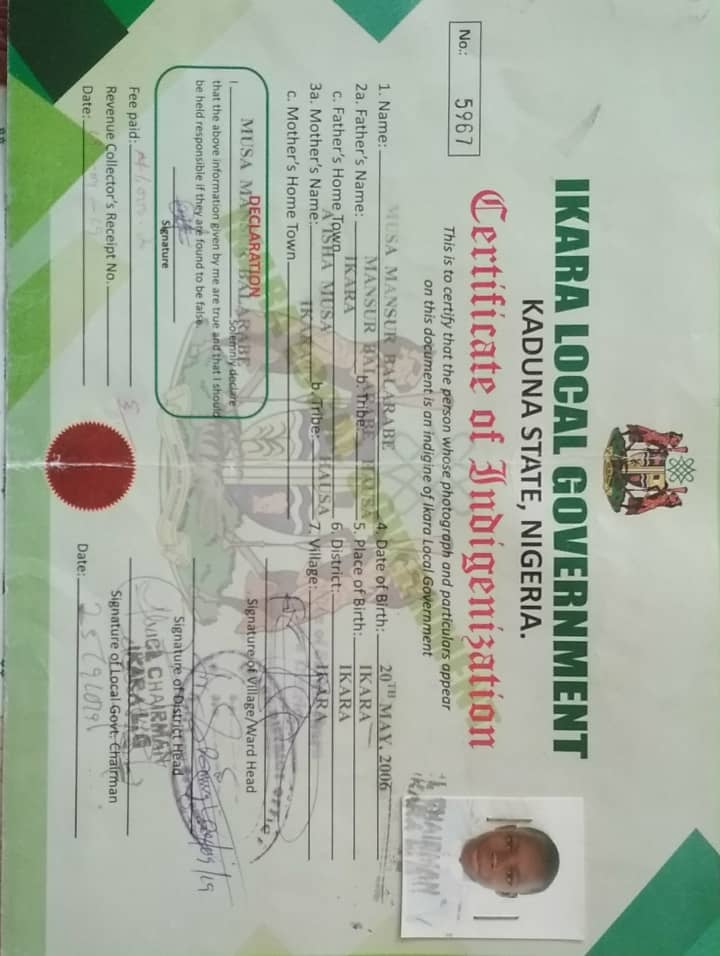 IKARA LOCAL GOVERNMENT
KADUNA STATE, NIGERIA.
No.: 5967
Certificate of Indigenization
This is to certify that the person whose photograph and particulars appear
on this document is an indigine of Ikara Local Government
CHAIRMAN
1. Name: MUSA MANSUR BALARABE 4. Date of Birth: 20TH MAY, 2006
2a. Father's Name: MANSUR BALARABE b. Tribe: HAUSA 5. Place of Birth: IKARA
c. Father's Home Town IKARA 6 District: IKARA
3a. Mother's Name: A'ISHA MUSA b. Tribe: HAUSA 7. Village: IKARA
c. Mother's Home Town IKARA
DECLARATION
I MUSA MANSUR BALARABE Solemnly declare
that the above information given by me are true and that I should
be held responsible if they are found to be false.
Signature
Signature of Village/Ward Head
Signature of District Head
CHAIRMAN
IKARA L.G
Signature of Local Govt. Chairman
Fee paid:
Revenue Collector's Receipt No.
Date:
Date: